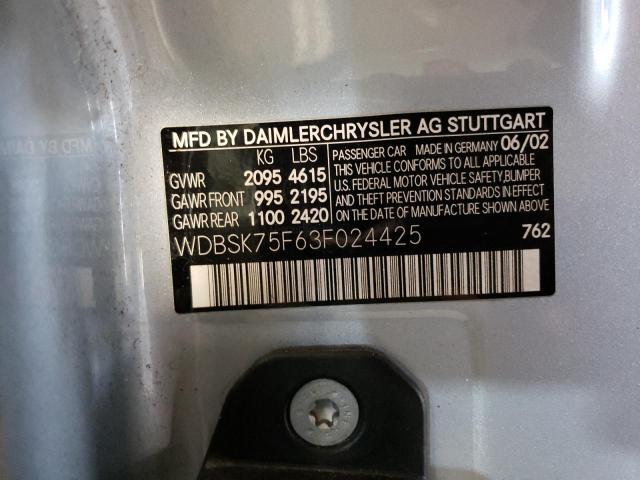 MFD BY DAIMLERCHRYSLER AG STUTTGART
KG LBS
GVWR 2095 4615
GAWR FRONT 995 2195
GAWR REAR 1100 2420
PASSENGER CAR MADE IN GERMANY 06/02
THIS VEHICLE CONFORMS TO ALL APPLICABLE
U.S. FEDERAL MOTOR VEHICLE SAFETY, BUMPER
AND THEFT PREVENTION STANDARDS IN EFFECT
ON THE DATE OF MANUFACTURE SHOWN ABOVE.
WDBSK75F63F024425
762